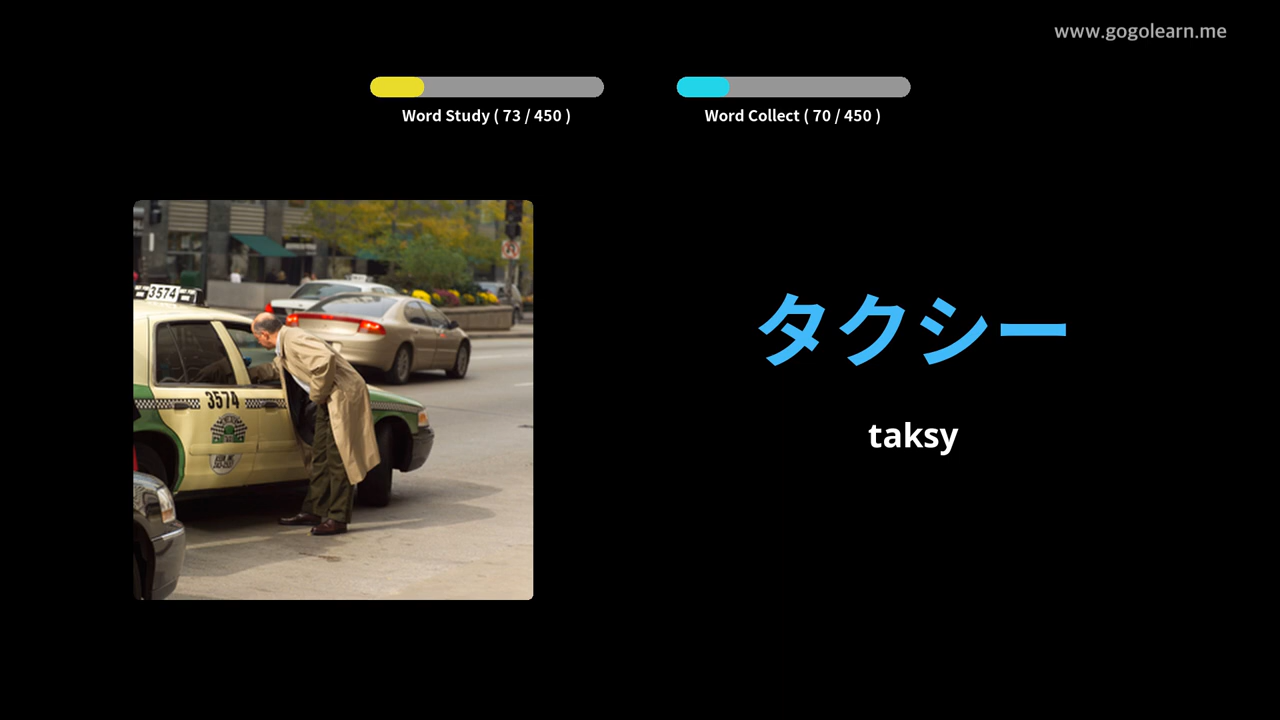 www.gogolearn.me
Word Study ( 73 / 450 )
Word Collect ( 70 / 450 )
3574
3574
タクシー
taksy